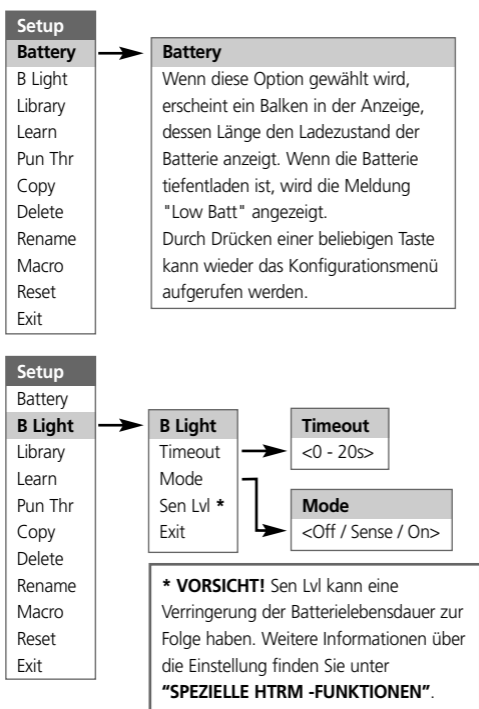 Setup
Battery
B Light
Library
Learn
Pun Thr
Copy
Delete
Rename
Macro
Reset
Exit
Battery
Wenn diese Option gewählt wird,
erscheint ein Balken in der Anzeige,
dessen Länge den Ladezustand der
Batterie anzeigt. Wenn die Batterie
tiefentladen ist, wird die Meldung
"Low Batt" angezeigt.
Durch Drücken einer beliebigen Taste
kann wieder das Konfigurationsmenü
aufgerufen werden.
Setup
Battery
B Light
Library
Learn
Pun Thr
Copy
Delete
Rename
Macro
Reset
Exit
B Light
Timeout
Mode
Sen Lvl *
Exit
Timeout
<0 - 20s>
Mode
<Off / Sense / On>
* VORSICHT! Sen Lvl kann eine
Verringerung der Batterielebensdauer zur
Folge haben. Weitere Informationen über
die Einstellung finden Sie unter
“SPEZIELLE HTRM -FUNKTIONEN”.